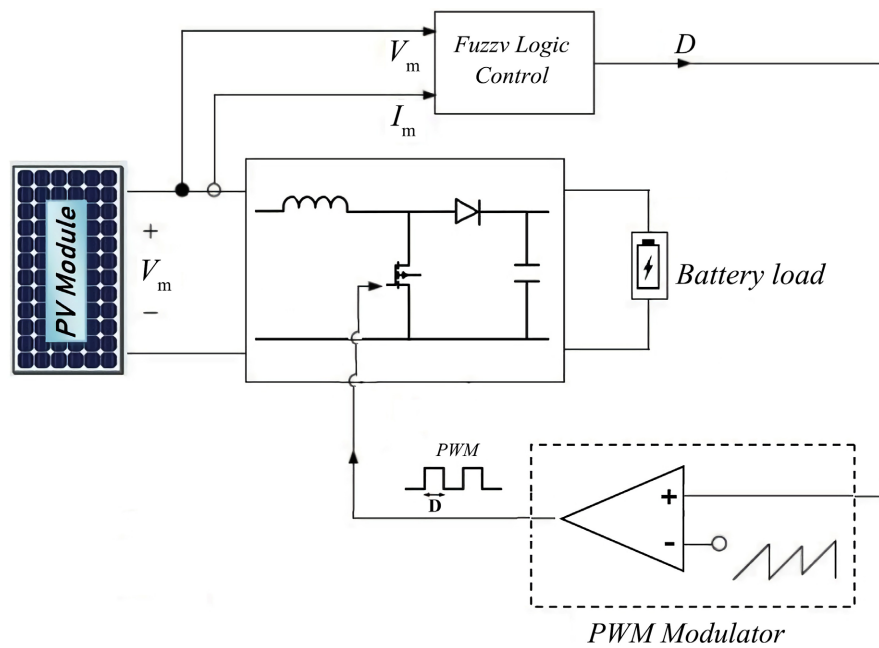 V
m
Fuzzv Logic
Control
D
I
m
PV Module
+
V
m
−
Battery load
PWM
D
+
-
PWM Modulator